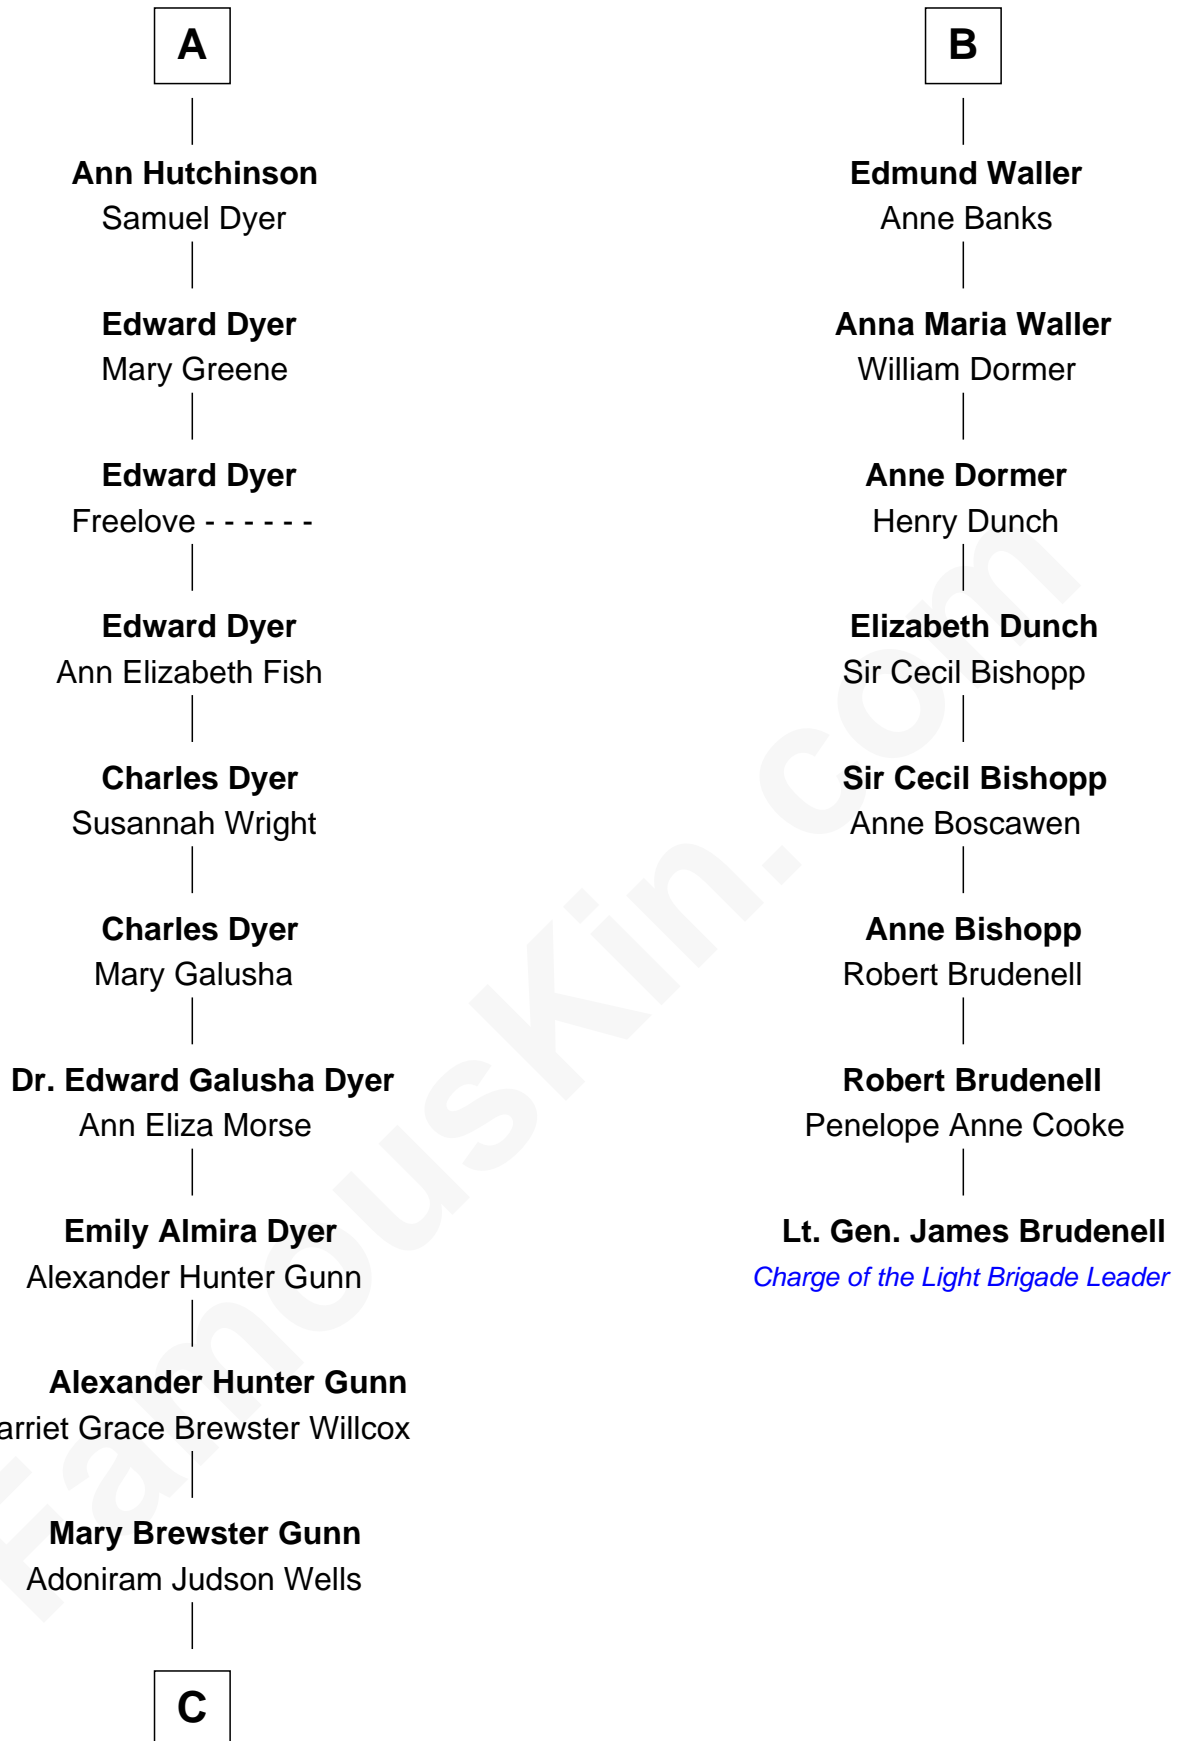 A
Ann Hutchinson
Samuel Dyer
Edward Dyer
Mary Greene
Edward Dyer
Freelove - - - - - -
Edward Dyer
Ann Elizabeth Fish
Charles Dyer
Susannah Wright
Charles Dyer
Mary Galusha
Dr. Edward Galusha Dyer
Ann Eliza Morse
Emily Almira Dyer
Alexander Hunter Gunn
Alexander Hunter Gunn
arriet Grace Brewster Willcox
Mary Brewster Gunn
Adoniram Judson Wells
C
B
Edmund Waller
Anne Banks
Anna Maria Waller
William Dormer
Anne Dormer
Henry Dunch
Elizabeth Dunch
Sir Cecil Bishopp
Sir Cecil Bishopp
Anne Boscawen
Anne Bishopp
Robert Brudenell
Robert Brudenell
Penelope Anne Cooke
Lt. Gen. James Brudenell
Charge of the Light Brigade Leader
FamousKin.com